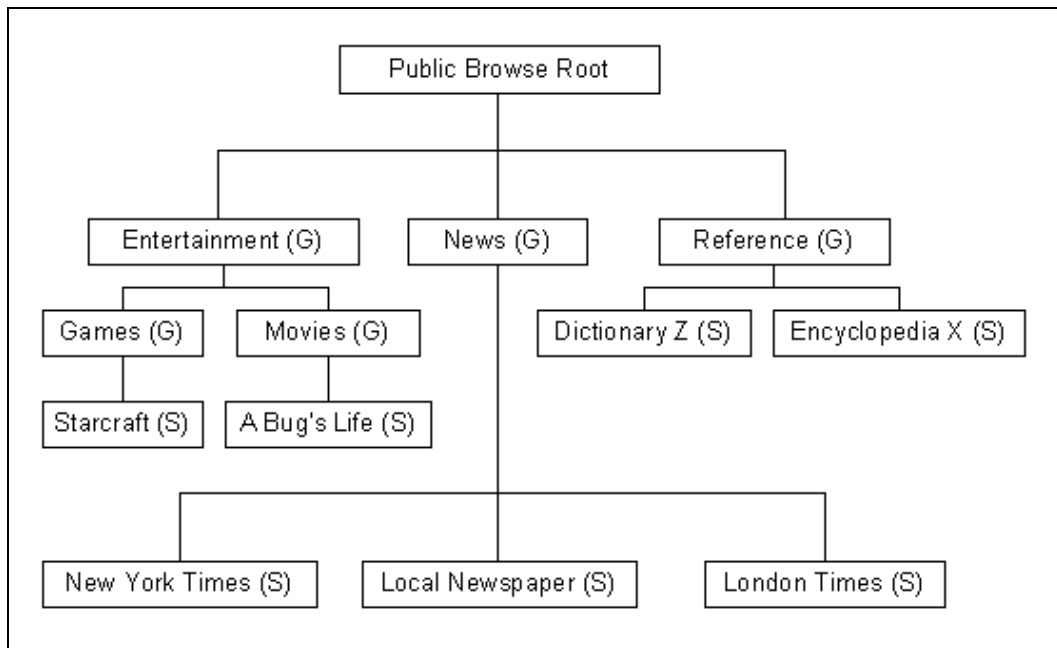 Public Browse Root
Entertainment (G)
News (G)
Reference (G)
Games (G)
Movies (G)
Dictionary Z (S)
Encyclopedia X (S)
Starcraft (S)
A Bug's Life (S)
New York Times (S)
Local Newspaper (S)
London Times (S)